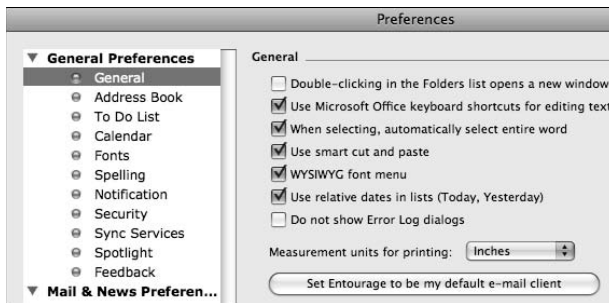 Preferences
General Preferences
General
Address Book
To Do List
Calendar
Fonts
Spelling
Notification
Security
Sync Services
Spotlight
Feedback
Mail & News Preferen...
General
Double-clicking in the Folders list opens a new window
Use Microsoft Office keyboard shortcuts for editing text
When selecting, automatically select entire word
Use smart cut and paste
WYSIWYG font menu
Use relative dates in lists (Today, Yesterday)
Do not show Error Log dialogs
Measurement units for printing: Inches
Set Entourage to be my default e-mail client